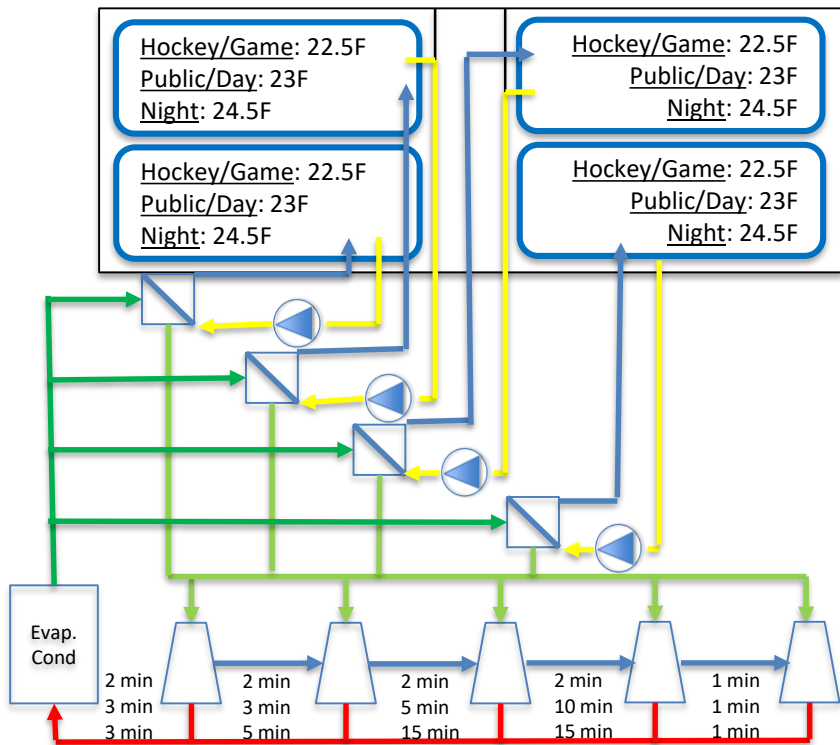 Hockey/Game: 22.5F
Public/Day: 23F
Night: 24.5F
Hockey/Game: 22.5F
Public/Day: 23F
Night: 24.5F
Hockey/Game: 22.5F
Public/Day: 23F
Night: 24.5F
Hockey/Game: 22.5F
Public/Day: 23F
Night: 24.5F
Evap.
Cond
2 min
3 min
3 min
2 min
3 min
5 min
2 min
5 min
15 min
2 min
10 min
15 min
1 min
1 min
1 min